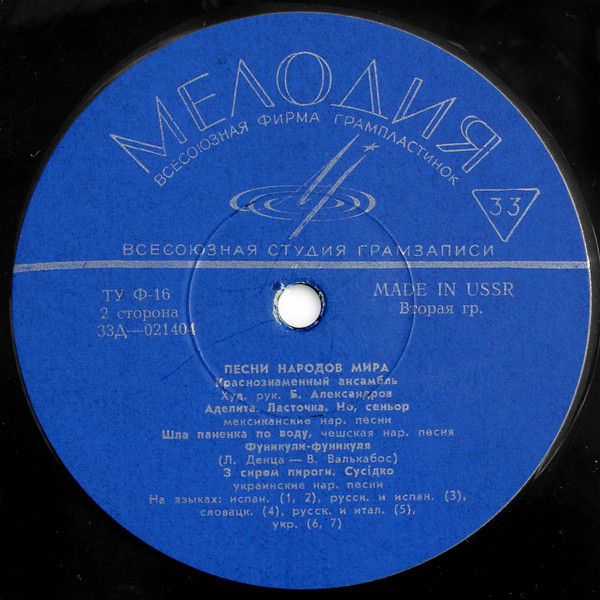 МЕЛОДИЯ
ВСЕСОЮЗНАЯ ФИРМА ГРАМПЛАСТИНОК
33
ВСЕСОЮЗНАЯ СТУДИЯ ГРАМЗАПИСИ
ТУ Ф-16
2 сторона
33Д—021404
MADE IN USSR
Вторая гр.
ПЕСНИ НАРОДОВ МИРА
Краснознаменный ансамбль
Худ. рук. Б. Александров
Аделита. Ласточка. Но, сеньор
мексиканские нар. песни
Шла паненка по воду, чешская нар. песня
Фуникули-фуникуля
(Л. Денца — В. Валькабос)
З сиром пироги. Сусідко
украинские нар. песни
На языках: испан. (1, 2), русск. и испан. (3),
словацк. (4), русск. и итал. (5),
укр. (6, 7)